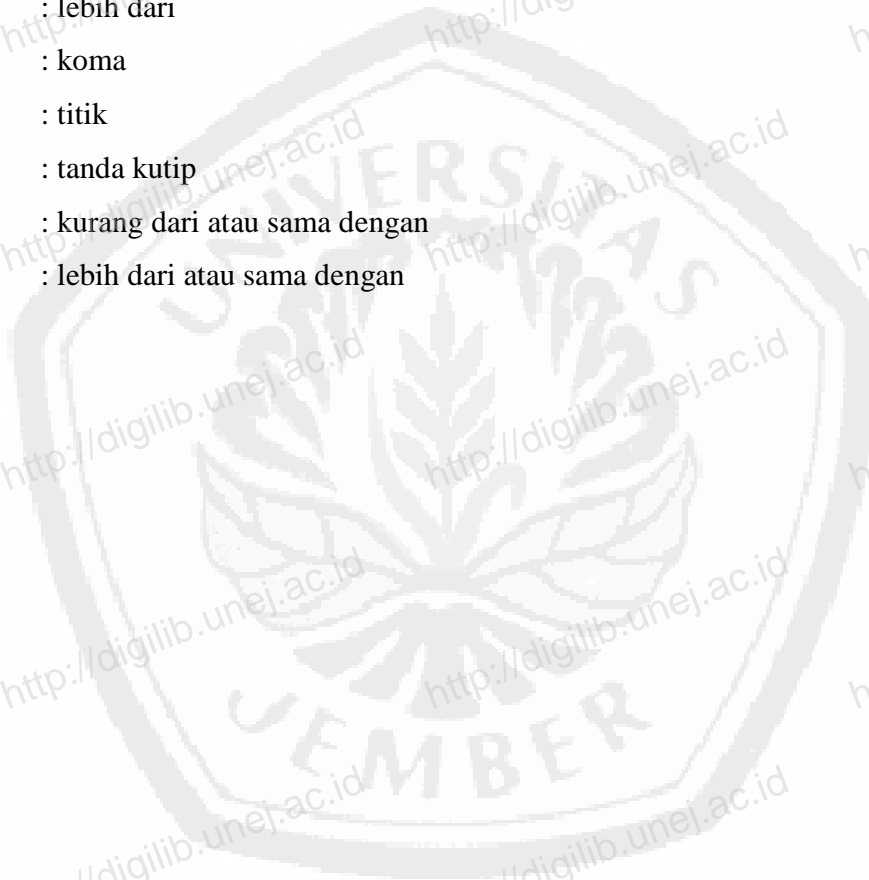 : lebih dari
: koma
: titik
: tanda kutip
: kurang dari atau sama dengan
: lebih dari atau sama dengan
UNIVERSITAS
JEMBER
http://digilib.unej.ac.id
http://digilib.unej.ac.id
http://digilib.unej.ac.id
http://digilib.unej.ac.id
http://digilib.unej.ac.id
http://digilib.unej.ac.id